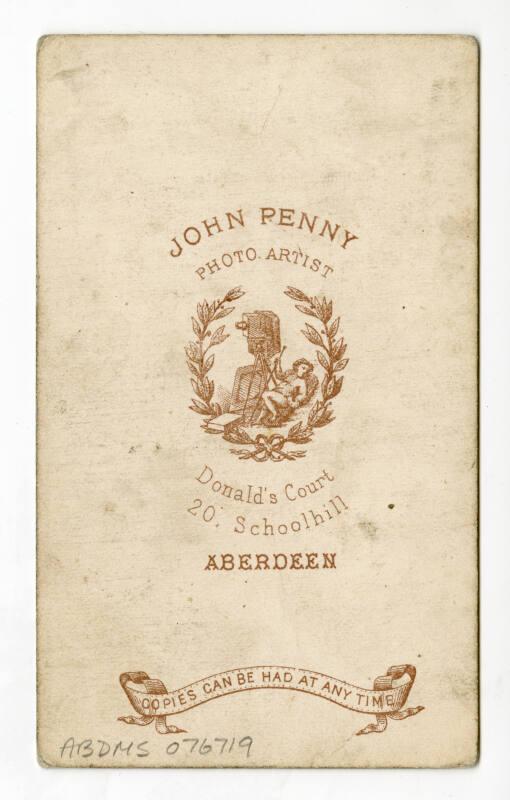 JOHN PENNY
PHOTO. ARTIST
Donald's Court
20. Schoolhill
ABERDEEN
COPIES CAN BE HAD AT ANY TIME
ABDMS 076719